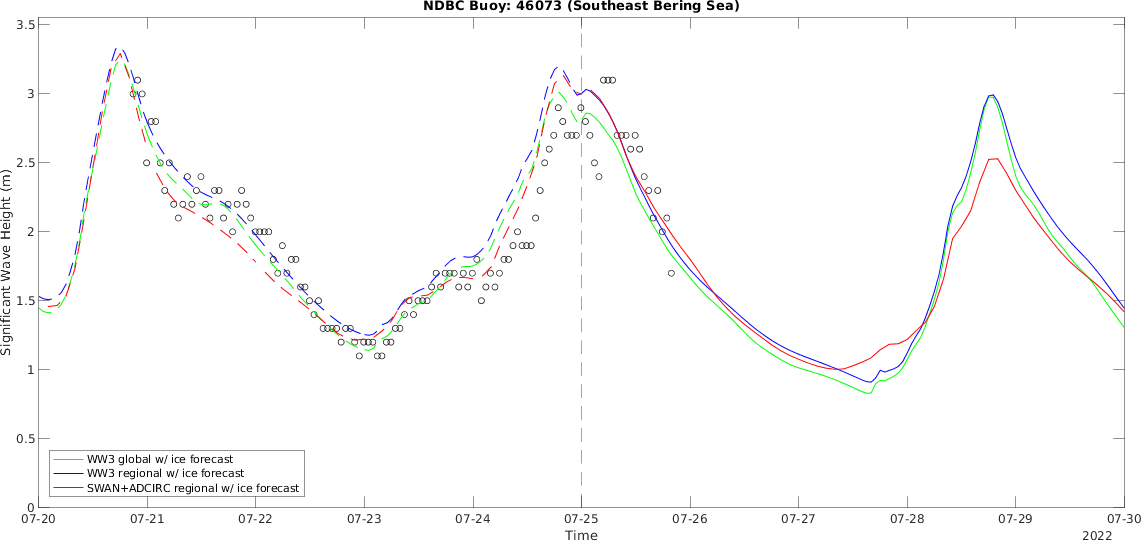 NDBC Buoy: 46073 (Southeast Bering Sea)
3.5
3
2.5
2
1.5
1
0.5
0
Significant Wave Height (m)
WW3 global w/ ice forecast
WW3 regional w/ ice forecast
SWAN+ADCIRC regional w/ ice forecast
07-20 07-21 07-22 07-23 07-24 07-25 07-26 07-27 07-28 07-29 07-30
Time
2022